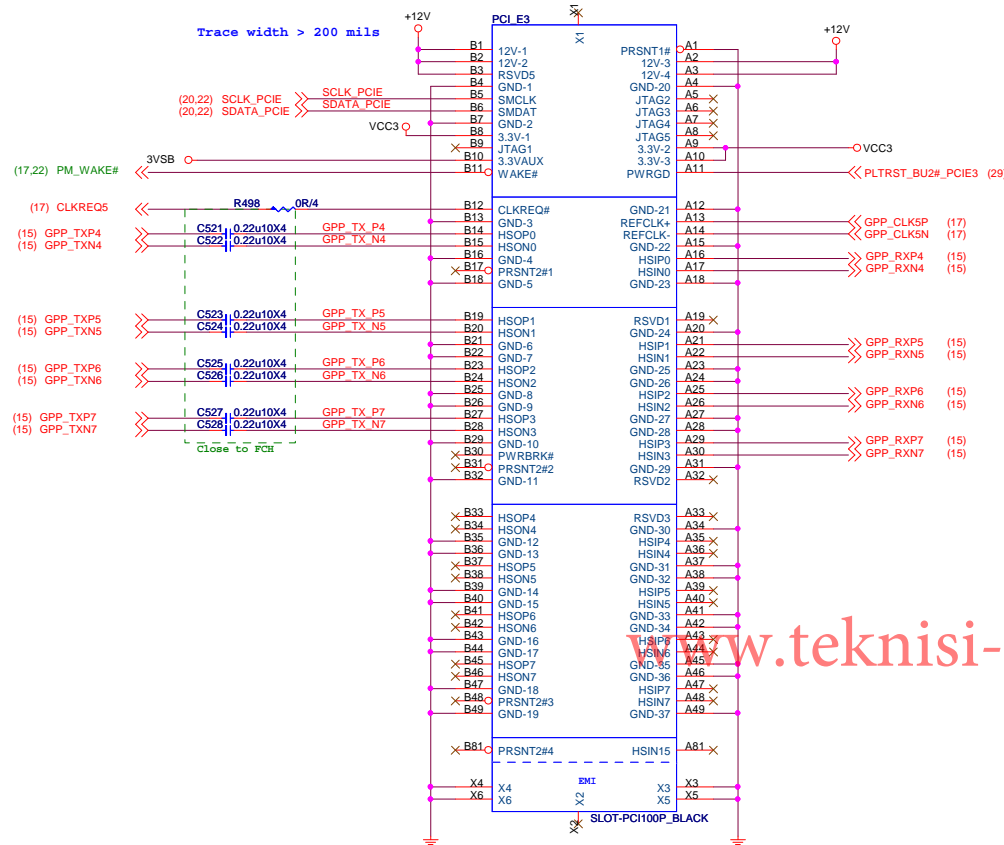 Trace width > 200 mils
+12V
PCI_E3
X1
X1
+12V
B1 12V-1 PRSNT1# A1
B2 12V-2 12V-3 A2
B3 RSVD5 12V-4 A3
B4 GND-1 GND-20 A4
(20,22) SCLK_PCIE SCLK_PCIE B5 SMCLK JTAG2 A5
(20,22) SDATA_PCIE SDATA_PCIE B6 SMDAT JTAG3 A6
B7 GND-2 JTAG4 A7
VCC3 B8 3.3V-1 JTAG5 A8
B9 JTAG1 3.3V-2 A9 VCC3
3VSB B10 3.3VAUX 3.3V-3 A10
(17,22) PM_WAKE# B11 WAKE# PWRGD A11 PLTRST_BU2#_PCIE3 (29
(17) CLKREQ5 R498 0R/4 B12 CLKREQ# GND-21 A12
B13 GND-3 REFCLK+ A13 GPP_CLK5P (17)
(15) GPP_TXP4 C521 0.22u10X4 GPP_TX_P4 B14 HSOP0 REFCLK- A14 GPP_CLK5N (17)
(15) GPP_TXN4 C522 0.22u10X4 GPP_TX_N4 B15 HSON0 GND-22 A15
B16 GND-4 HSIP0 A16 GPP_RXP4 (15)
B17 PRSNT2#1 HSIN0 A17 GPP_RXN4 (15)
B18 GND-5 GND-23 A18
(15) GPP_TXP5 C523 0.22u10X4 GPP_TX_P5 B19 HSOP1 RSVD1 A19
(15) GPP_TXN5 C524 0.22u10X4 GPP_TX_N5 B20 HSON1 GND-24 A20
B21 GND-6 HSIP1 A21 GPP_RXP5 (15)
B22 GND-7 HSIN1 A22 GPP_RXN5 (15)
(15) GPP_TXP6 C525 0.22u10X4 GPP_TX_P6 B23 HSOP2 GND-25 A23
(15) GPP_TXN6 C526 0.22u10X4 GPP_TX_N6 B24 HSON2 GND-26 A24
B25 GND-8 HSIP2 A25 GPP_RXP6 (15)
B26 GND-9 HSIN2 A26 GPP_RXN6 (15)
(15) GPP_TXP7 C527 0.22u10X4 GPP_TX_P7 B27 HSOP3 GND-27 A27
(15) GPP_TXN7 C528 0.22u10X4 GPP_TX_N7 B28 HSON3 GND-28 A28
B29 GND-10 HSIP3 A29 GPP_RXP7 (15)
Close to FCH B30 PWRBRK# HSIN3 A30 GPP_RXN7 (15)
B31 PRSNT2#2 GND-29 A31
B32 GND-11 RSVD2 A32
B33 HSOP4 RSVD3 A33
B34 HSON4 GND-30 A34
B35 GND-12 HSIP4 A35
B36 GND-13 HSIN4 A36
B37 HSOP5 GND-31 A37
B38 HSON5 GND-32 A38
B39 GND-14 HSIP5 A39
B40 GND-15 HSIN5 A40
B41 HSOP6 GND-33 A41
B42 HSON6 GND-34 A42
B43 GND-16 HSIP6 A43
B44 GND-17 HSIN6 A44
www.teknisi-
B45 HSOP7 GND-35 A45
B46 HSON7 GND-36 A46
B47 GND-18 HSIP7 A47
B48 PRSNT2#3 HSIN7 A48
B49 GND-19 GND-37 A49
B81 PRSNT2#4 HSIN15 A81
EMI
X4 X4 X3 X3
X6 X6 X2 X5 X5
X2 SLOT-PCI100P_BLACK